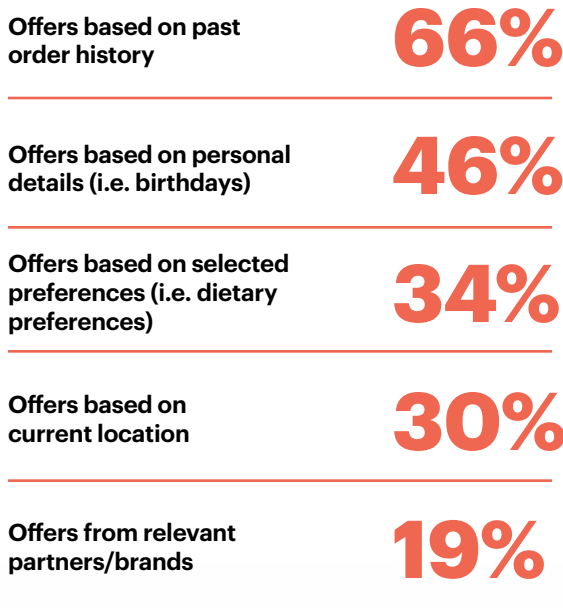 Offers based on past
order history
66%
Offers based on personal
details (i.e. birthdays)
46%
Offers based on selected
preferences (i.e. dietary
preferences)
34%
Offers based on
current location
30%
Offers from relevant
partners/brands
19%